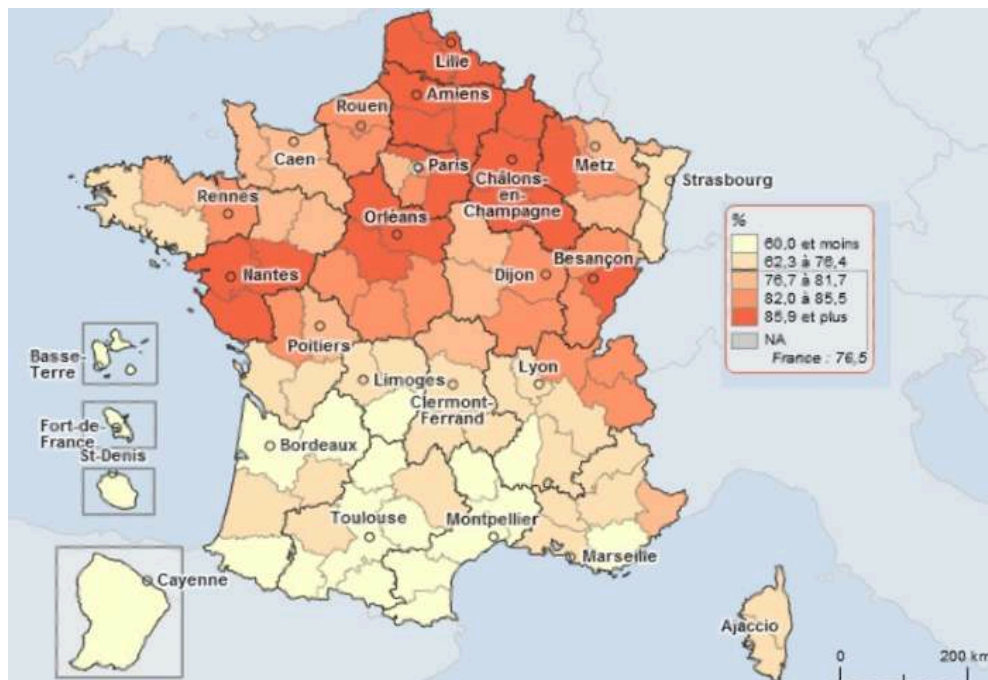 Lille
Amiens
Rouen
Caen
Paris
Metz
Châlons-
en-
Champagne
Strasbourg
Rennes
Orléans
%
60,0 et moins
62,3 à 76,4
76,7 à 81,7
82,0 à 85,5
85,9 et plus
NA
France : 76,5
Nantes
Dijon
Besançon
Poitiers
Basse-
Terre
Limoges
Lyon
Clermont-
Ferrand
Fort-de-
France
St-Denis
Bordeaux
Toulouse
Montpellier
Marseille
Cayenne
Ajaccio
0
200 km